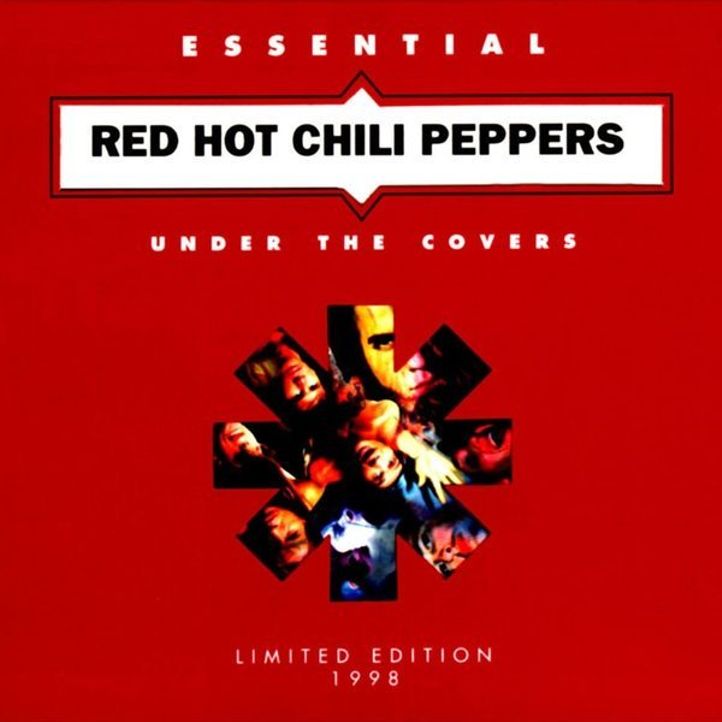 ESSENTIAL
RED HOT CHILI PEPPERS
UNDER THE COVERS
LIMITED EDITION
1998